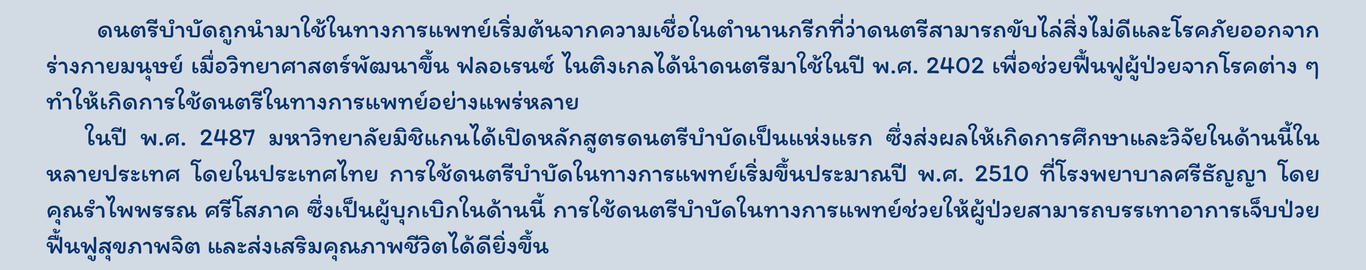 ดนตรีบำบัดถูกนำมาใช้ในทางการแพทย์เริ่มต้นจากความเชื่อในตำนานกรีกที่ว่าดนตรีสามารถขับไล่สิ่งไม่ดีและโรคภัยออกจาก
ร่างกายมนุษย์ เมื่อวิทยาศาสตร์พัฒนาขึ้น ฟลอเรนซ์ ไนติงเกลได้นำดนตรีมาใช้ในปี พ.ศ. 2402 เพื่อช่วยฟื้นฟูผู้ป่วยจากโรคต่าง ๆ
ทำให้เกิดการใช้ดนตรีในทางการแพทย์อย่างแพร่หลาย
ในปี พ.ศ. 2487 มหาวิทยาลัยมิชิแกนได้เปิดหลักสูตรดนตรีบำบัดเป็นแห่งแรก ซึ่งส่งผลให้เกิดการศึกษาและวิจัยในด้านนี้ใน
หลายประเทศ โดยในประเทศไทย การใช้ดนตรีบำบัดในทางการแพทย์เริ่มขึ้นประมาณปี พ.ศ. 2510 ที่โรงพยาบาลศรีธัญญา โดย
คุณรำไพพรรณ ศรีโสภาค ซึ่งเป็นผู้บุกเบิกในด้านนี้ การใช้ดนตรีบำบัดในทางการแพทย์ช่วยให้ผู้ป่วยสามารถบรรเทาอาการเจ็บป่วย
ฟื้นฟูสุขภาพจิต และส่งเสริมคุณภาพชีวิตได้ดียิ่งขึ้น